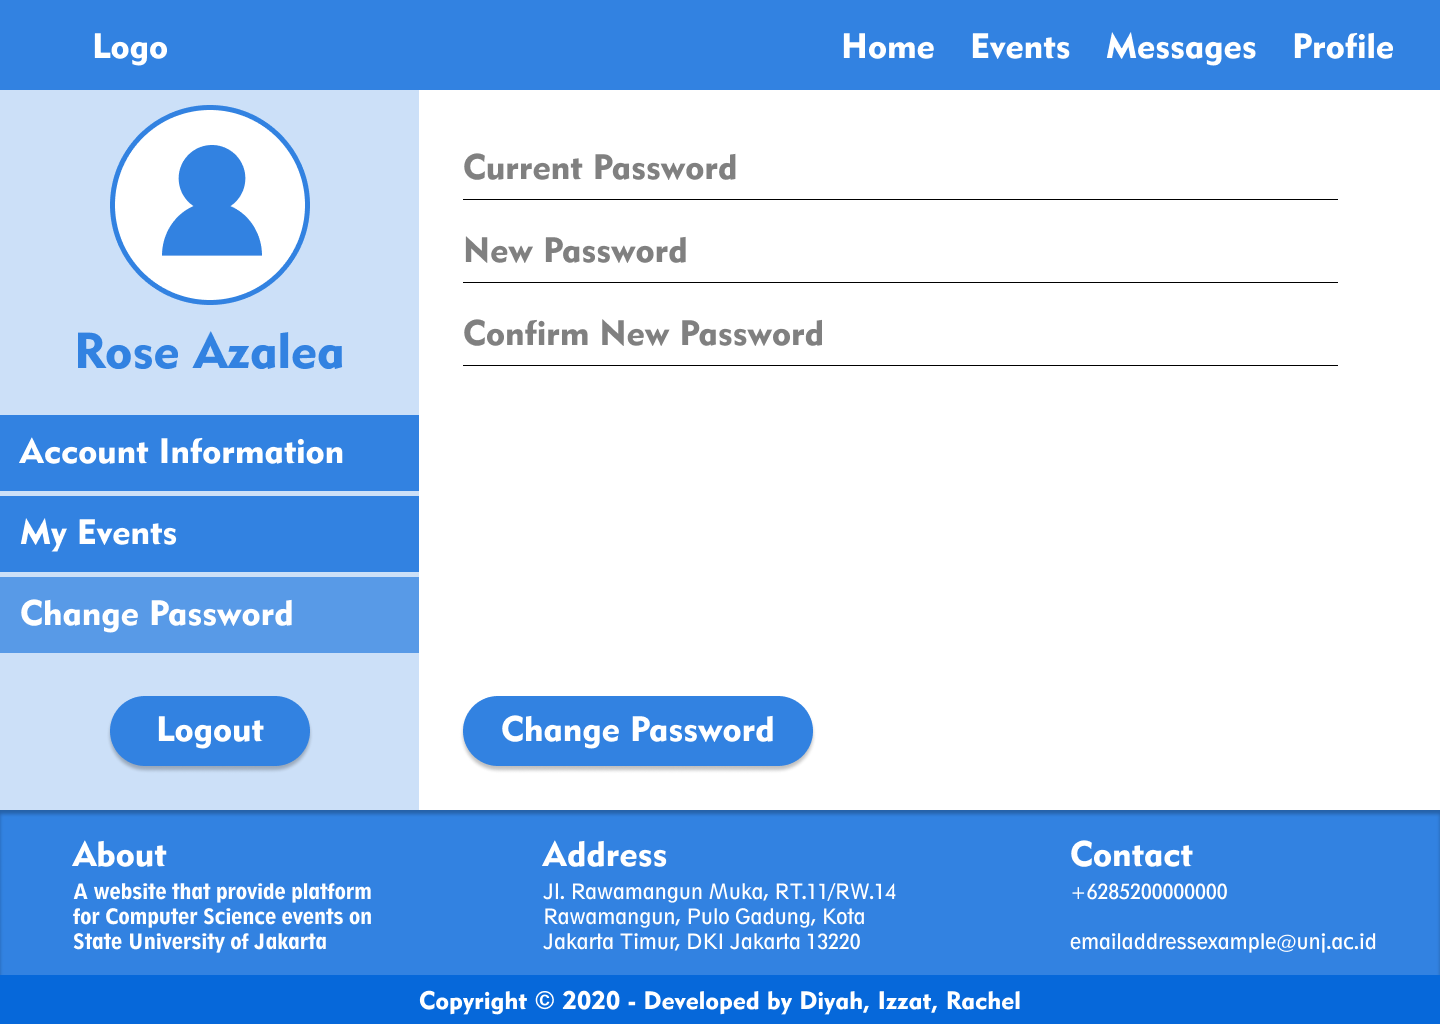 Logo
Home Events Messages Profile
Rose Azalea
Account Information
My Events
Change Password
Logout
Current Password
New Password
Confirm New Password
Change Password
About
A website that provide platform
for Computer Science events on
State University of Jakarta
Address
Jl. Rawamangun Muka, RT.11/RW.14
Rawamangun, Pulo Gadung, Kota
Jakarta Timur, DKI Jakarta 13220
Contact
+6285200000000
emailaddressexample@unj.ac.id
Copyright © 2020 - Developed by Diyah, Izzat, Rachel